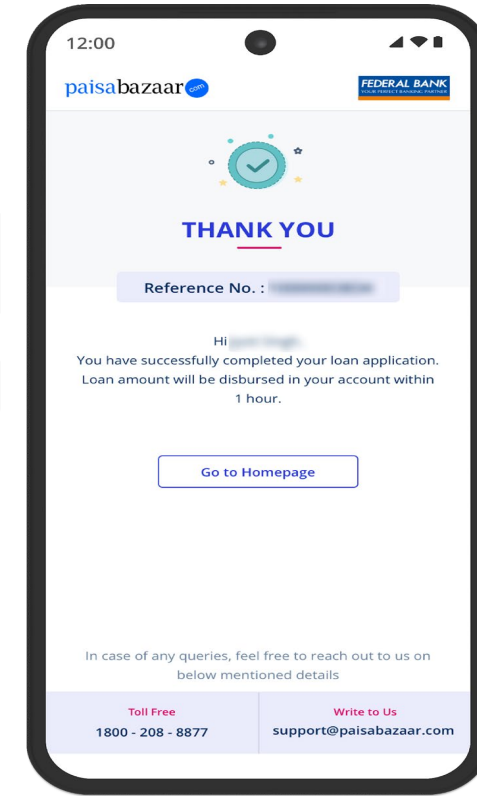 12:00
paisabazaar com
FEDERAL BANK
YOUR PERFECT BANKING PARTNER
THANK YOU
Reference No. :
Hi
You have successfully completed your loan application.
Loan amount will be disbursed in your account within
1 hour.
Go to Homepage
In case of any queries, feel free to reach out to us on
below mentioned details
Toll Free
Write to Us
1800 - 208 - 8877
support@paisabazaar.com